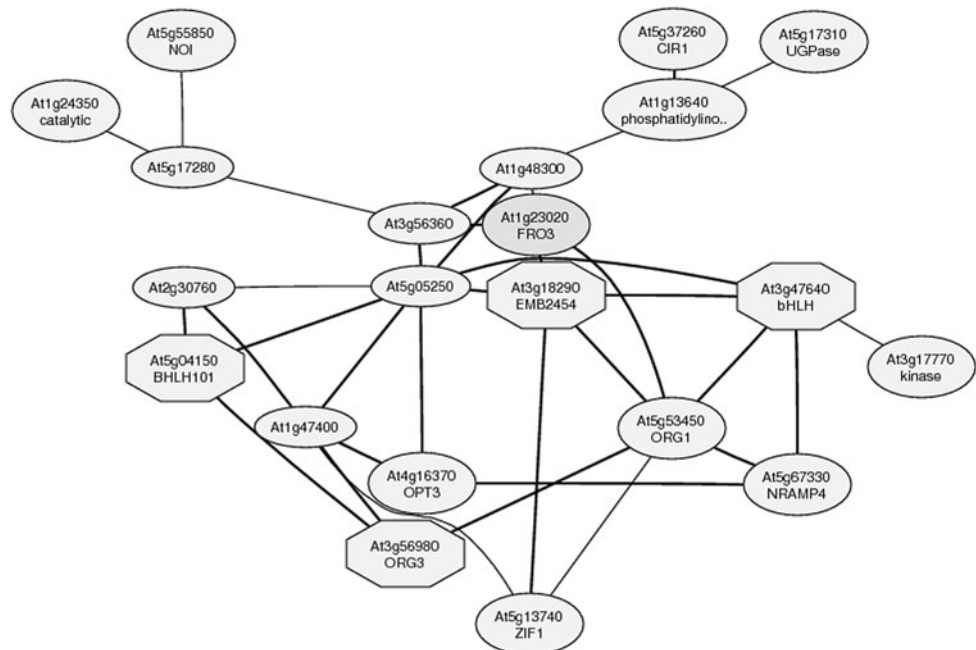 At5g55850
NOI
At5g37260
CIR1
At5g17310
UGPase
At1g24350
catalytic
At1g13640
phosphatidylino..
At5g17280
At1g48300
At3g56360
At1g23020
FRO3
At2g30760
At5g05250
At3g18290
EMB2454
At3g47640
bHLH
At5g04150
BHLH101
At3g17770
kinase
At1g47400
At5g53450
ORG1
At4g16370
OPT3
At5g67330
NRAMP4
At3g56980
ORG3
At5g13740
ZIF1